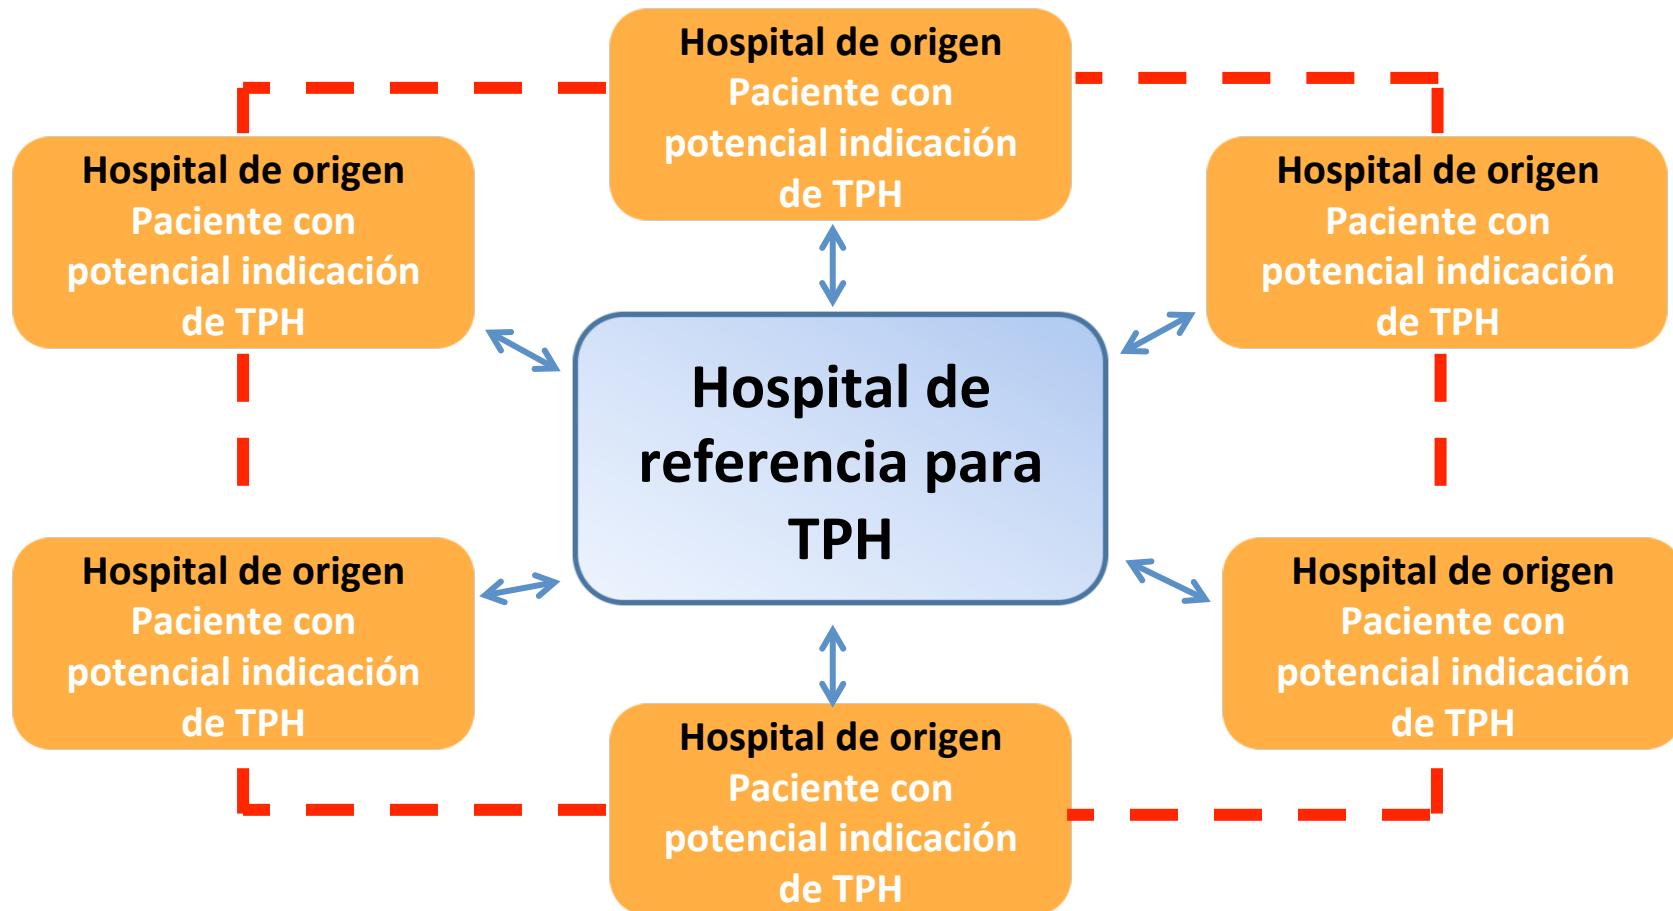 Hospital de origen
Paciente con
potencial indicación
de TPH
Hospital de origen
Paciente con
potencial indicación
de TPH
Hospital de origen
Paciente con
potencial indicación
de TPH
Hospital de
referencia para
TPH
Hospital de origen
Paciente con
potencial indicación
de TPH
Hospital de origen
Paciente con
potencial indicación
de TPH
Hospital de origen
Paciente con
potencial indicación
de TPH